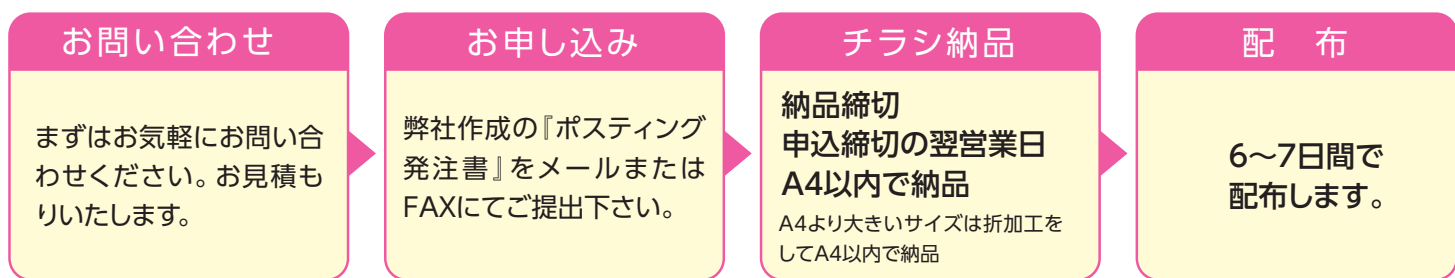 お問い合わせ
まずはお気軽にお問い合
わせください。お見積も
りいたします。
お申し込み
弊社作成の『ポスティング
発注書』をメールまたは
FAXにてご提出下さい。
チラシ納品
納品締切
申込締切の翌営業日
A4以内で納品
A4より大きいサイズは折加工を
してA4以内で納品
配　布
6〜7日間で
配布します。